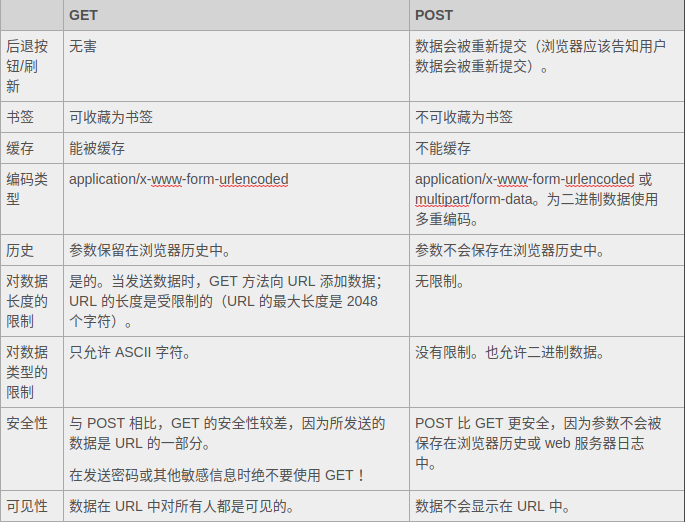 GET
POST
后退按
钮/刷
新
无害
数据会被重新提交（浏览器应该告知用户
数据会被重新提交）。
书签
可收藏为书签
不可收藏为书签
缓存
能被缓存
不能缓存
编码类
型
application/x-www-form-urlencoded
application/x-www-form-urlencoded 或
multipart/form-data。为二进制数据使用
多重编码。
历史
参数保留在浏览器历史中。
参数不会保存在浏览器历史中。
对数据
长度的
限制
是的。当发送数据时，GET 方法向 URL 添加数据；
URL 的长度是受限制的（URL 的最大长度是 2048
个字符）。
无限制。
对数据
类型的
限制
只允许 ASCII 字符。
没有限制。也允许二进制数据。
安全性
与 POST 相比，GET 的安全性较差，因为所发送的
数据是 URL 的一部分。
在发送密码或其他敏感信息时绝不要使用 GET ！
POST 比 GET 更安全，因为参数不会被
保存在浏览器历史或 web 服务器日志
中。
可见性
数据在 URL 中对所有人都是可见的。
数据不会显示在 URL 中。